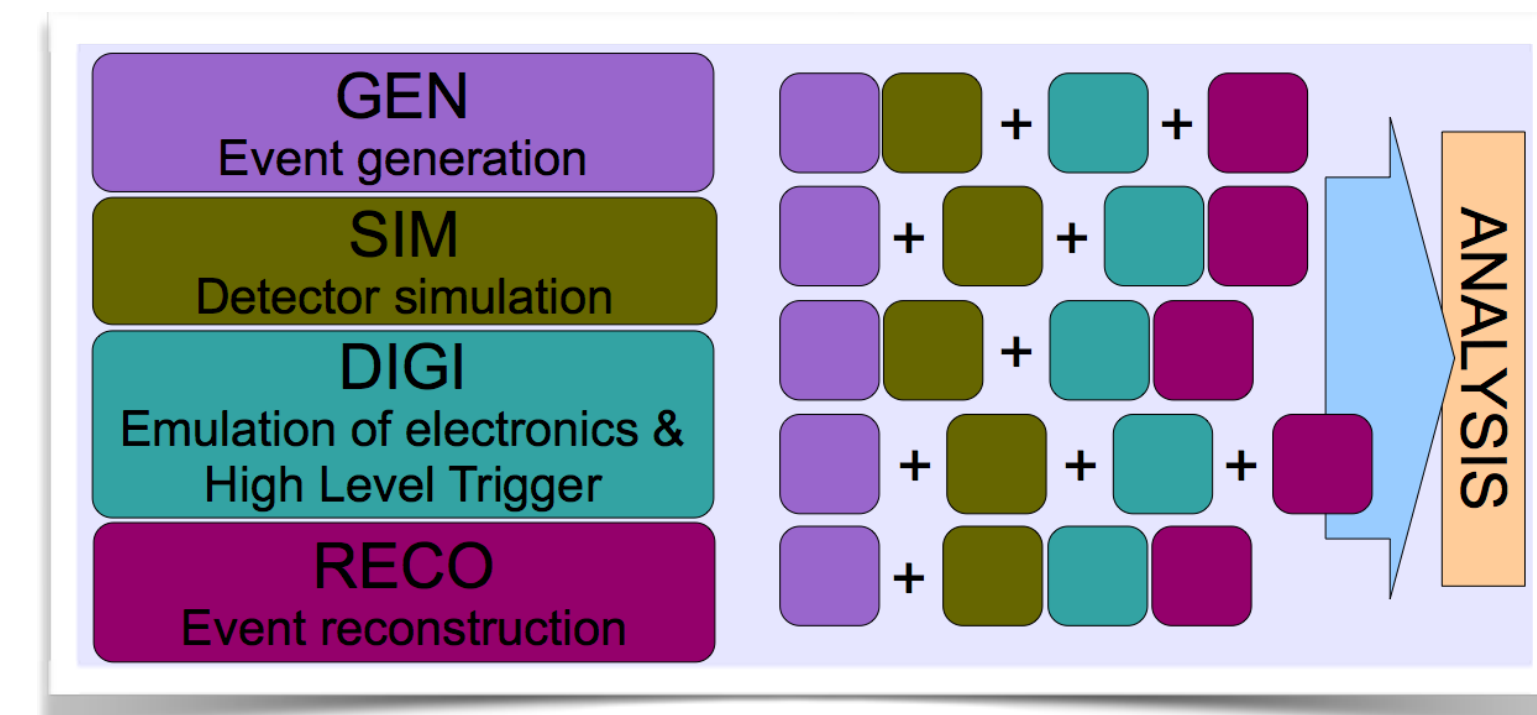 GEN
Event generation
SIM
Detector simulation
DIGI
Emulation of electronics &
High Level Trigger
RECO
Event reconstruction
+ +
+ +
+
+ + +
+
ANALYSIS